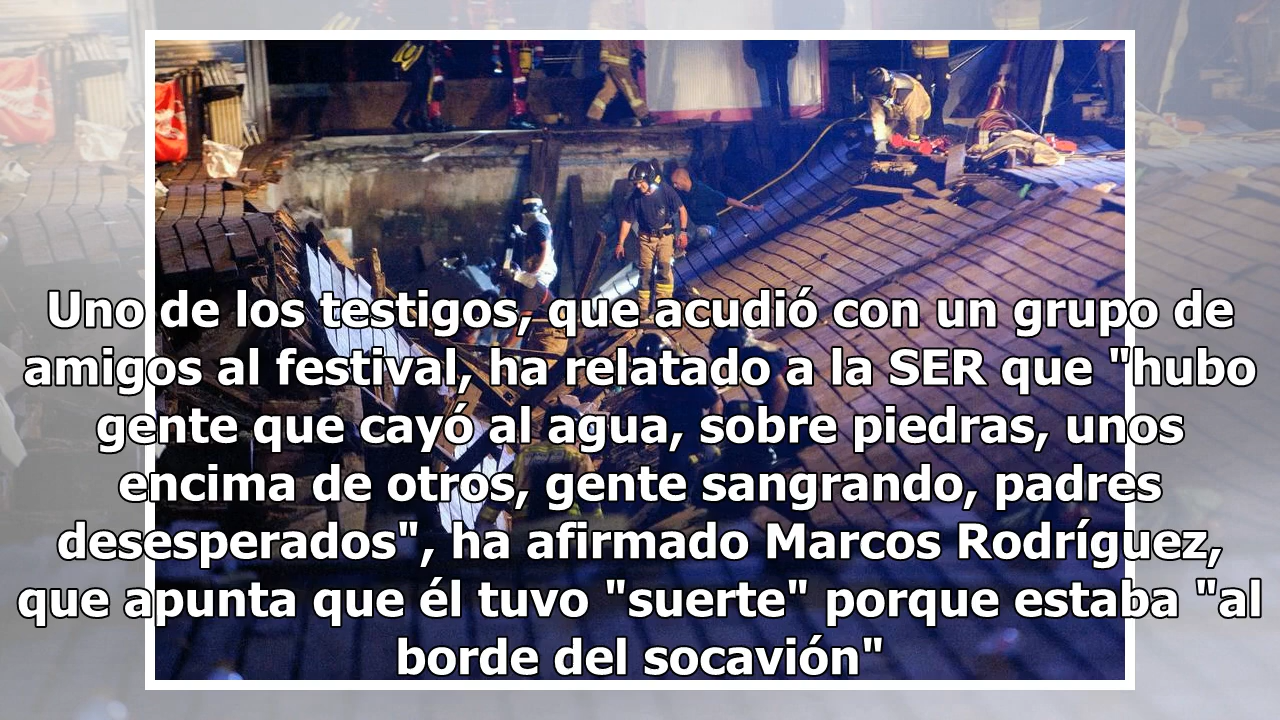 Uno de los testigos, que acudió con un grupo de
amigos al festival, ha relatado a la SER que "hubo
gente que cayó al agua, sobre piedras, unos
encima de otros, gente sangrando, padres
desesperados", ha afirmado Marcos Rodríguez,
que apunta que él tuvo "suerte" porque estaba "al
borde del socavión"